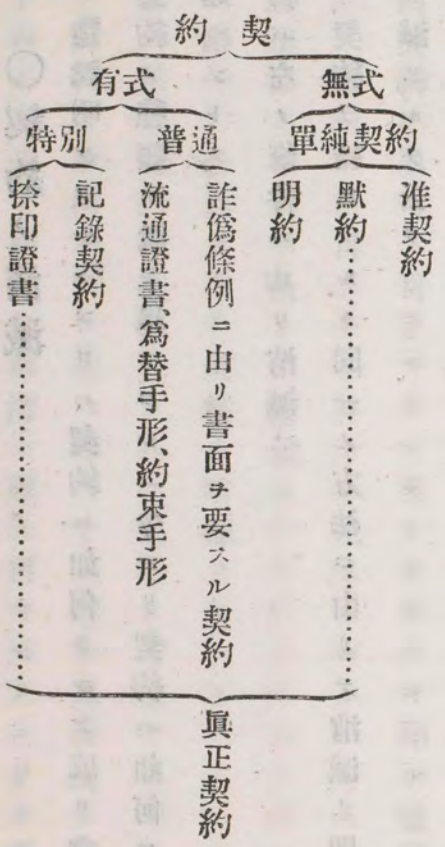 契約
無式
有式
單純契約
普通
特別
准契約
默約
明約
詐僞條例ニ由リ書面ヲ要スル契約
流通證書、爲替手形、約束手形
記錄契約
捺印證書
眞正契約